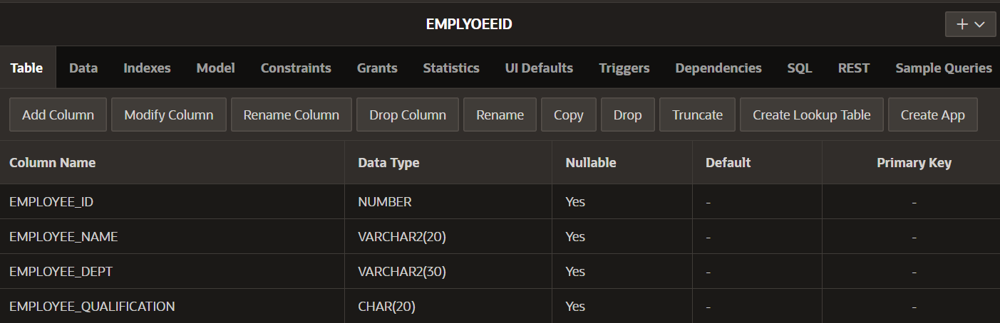 EMPLYOEEID
Table Data Indexes Model Constraints Grants Statistics UI Defaults Triggers Dependencies SQL REST Sample Queries
Add Column Modify Column Rename Column Drop Column Rename Copy Drop Truncate Create Lookup Table Create App
Column Name Data Type Nullable Default Primary Key
EMPLOYEE_ID NUMBER Yes - -
EMPLOYEE_NAME VARCHAR2(20) Yes - -
EMPLOYEE_DEPT VARCHAR2(30) Yes - -
EMPLOYEE_QUALIFICATION CHAR(20) Yes - -